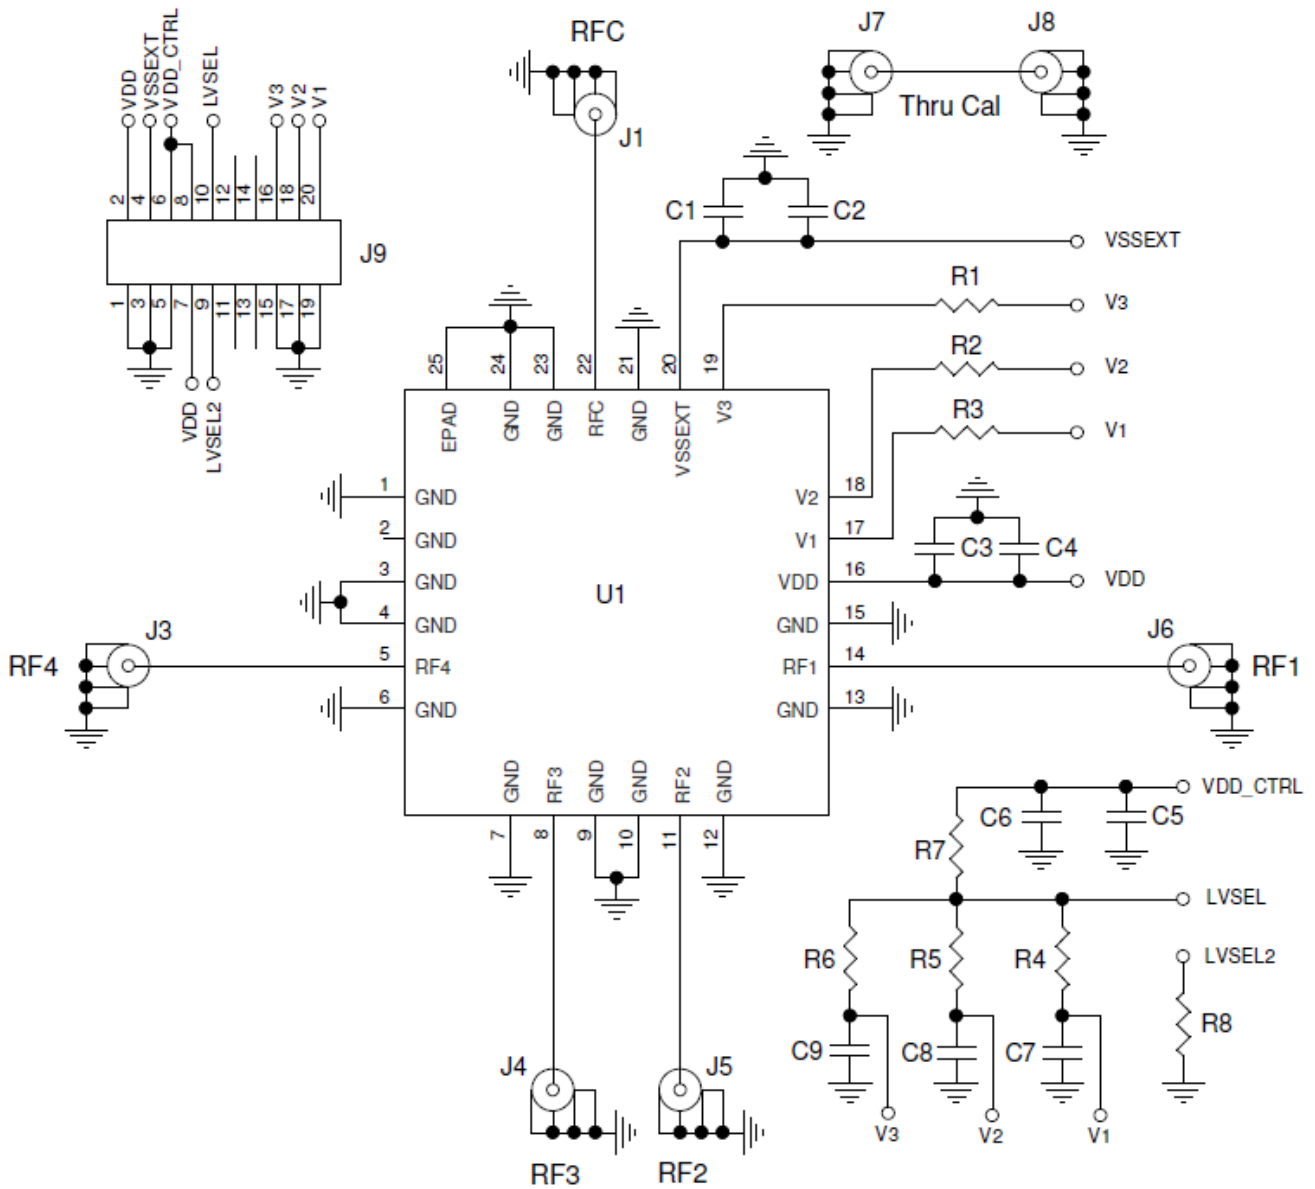 RFC
J7
J8
VDD
VSSEXT
VDD_CTRL
LVSEL
V3
V2
V1
Thru Cal
J1
2
4
6
8
10
12
14
16
18
20
J9
1
3
5
7
9
11
13
15
17
19
VDD
LVSEL2
C1
C2
VSSEXT
R1
V3
R2
V2
R3
V1
25
24
23
22
21
20
19
EPAD
GND
GND
RFC
GND
VSSEXT
V3
1
GND
2
GND
3
GND
4
GND
5
RF4
6
GND
U1
V2
18
V1
17
VDD
16
GND
15
RF1
14
GND
13
C3
C4
VDD
J3
RF4
J6
RF1
GND
RF3
GND
GND
RF2
GND
7
8
9
10
11
12
VDD_CTRL
C6
C5
R7
LVSEL
R6
R5
R4
LVSEL2
R8
C9
C8
C7
V3
V2
V1
J4
J5
RF3
RF2